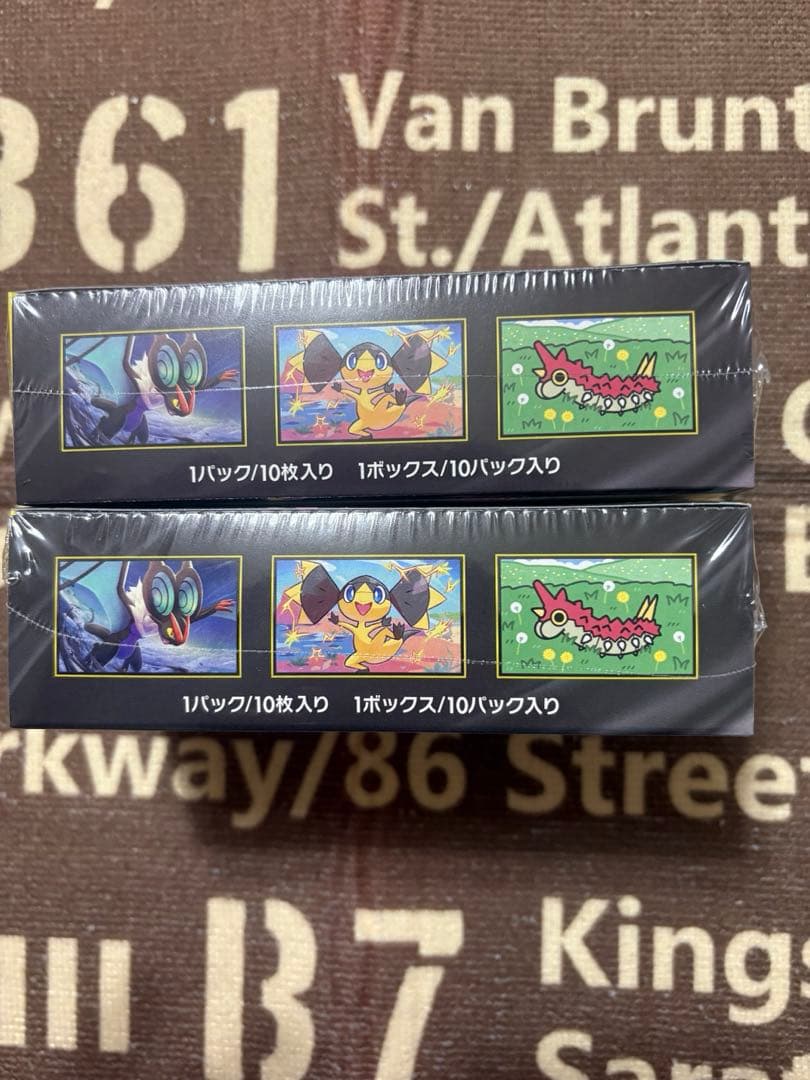 361
Van Brunt
St./Atlant
1パック/10枚入り 1ボックス/10パック入り
1パック/10枚入り 1ボックス/10パック入り
rkway/86 Street
B7
Kings